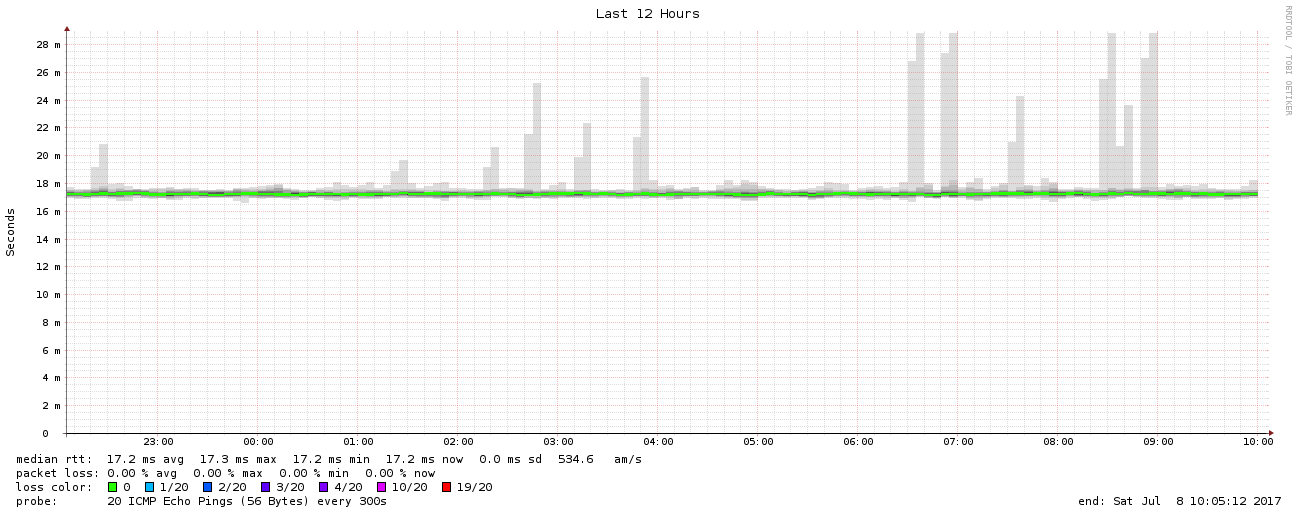 Last 12 Hours
RRDTOOL / TOBI OETIKER
Seconds
28 m
26 m
24 m
22 m
20 m
18 m
16 m
14 m
12 m
10 m
8 m
6 m
4 m
2 m
0
23:00 00:00 01:00 02:00 03:00 04:00 05:00 06:00 07:00 08:00 09:00 10:00
median rtt: 17.2 ms avg 17.3 ms max 17.2 ms min 17.2 ms now 0.0 ms sd 534.6 am/s
packet loss: 0.00 % avg 0.00 % max 0.00 % min 0.00 % now
loss color: 0 1/20 2/20 3/20 4/20 10/20 19/20
probe: 20 ICMP Echo Pings (56 Bytes) every 300s end: Sat Jul 8 10:05:12 2017